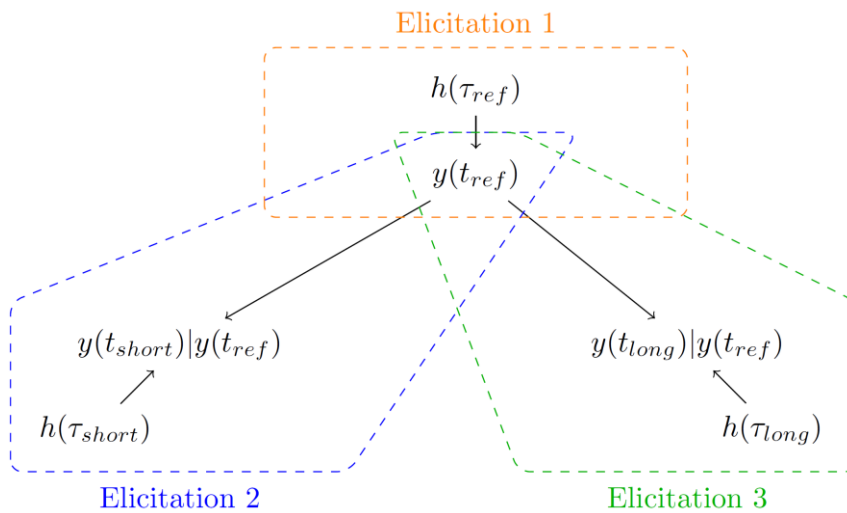 Elicitation 1
h(τ_ref)
y(t_ref)
y(t_short)|y(t_ref)
y(t_long)|y(t_ref)
h(τ_short)
h(τ_long)
Elicitation 2
Elicitation 3